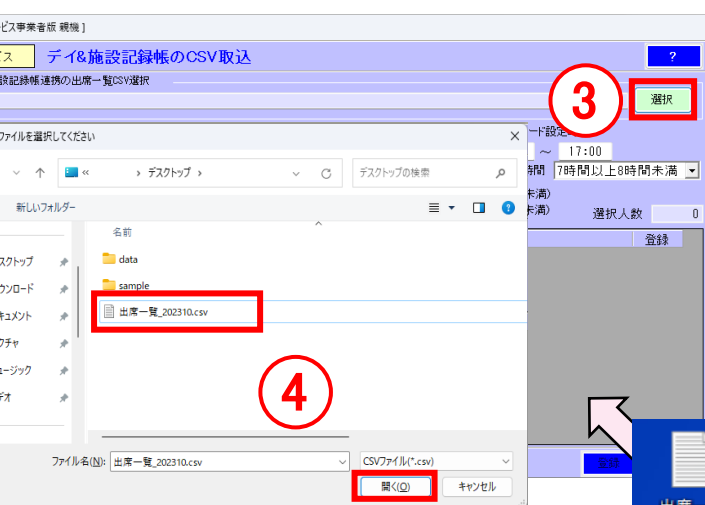 ービス事業者版 親機 ]
ス デイ&施設記録帳のCSV取込 ?
設記録帳連携の出席一覧CSV選択
③ 選択
ファイルを選択してください
~ 17:00
« › デスクトップ › デスクトップの検索
時間 7時間以上8時間未満
新しいフォルダー
未満)
未満) 選択人数 0
名前 登録
スクトップ data
ウンロード sample
キュメント 出席一覧_202310.csv
クチャ
ュージック
デオ
④
ファイル名(N): 出席一覧_202310.csv CSVファイル(*.csv)
開く(O) キャンセル